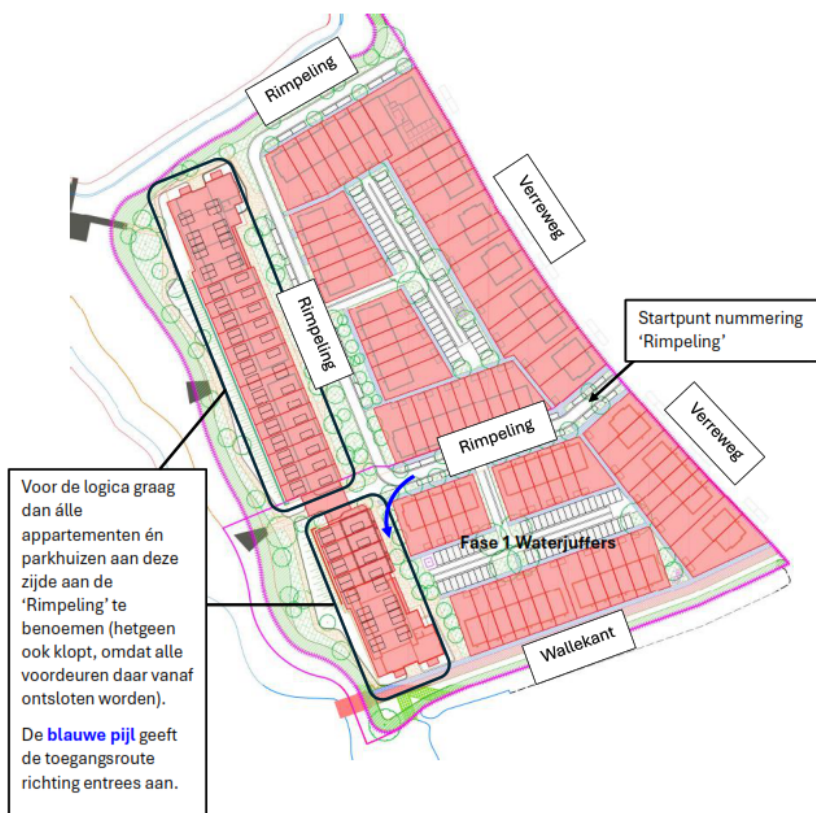 Rimpeling
Verreweg
Rimpeling
Startpunt nummering
‘Rimpeling’
Verreweg
Rimpeling
Voor de logica graag
dan álle
appartementen én
parkhuizen aan deze
zijde aan de
‘Rimpeling’ te
benoemen (hetgeen
ook klopt, omdat alle
voordeuren daar vanaf
ontsloten worden).
De blauwe pijl geeft
de toegangsroute
richting entrees aan.
Fase 1 Waterjuffers
Wallekant